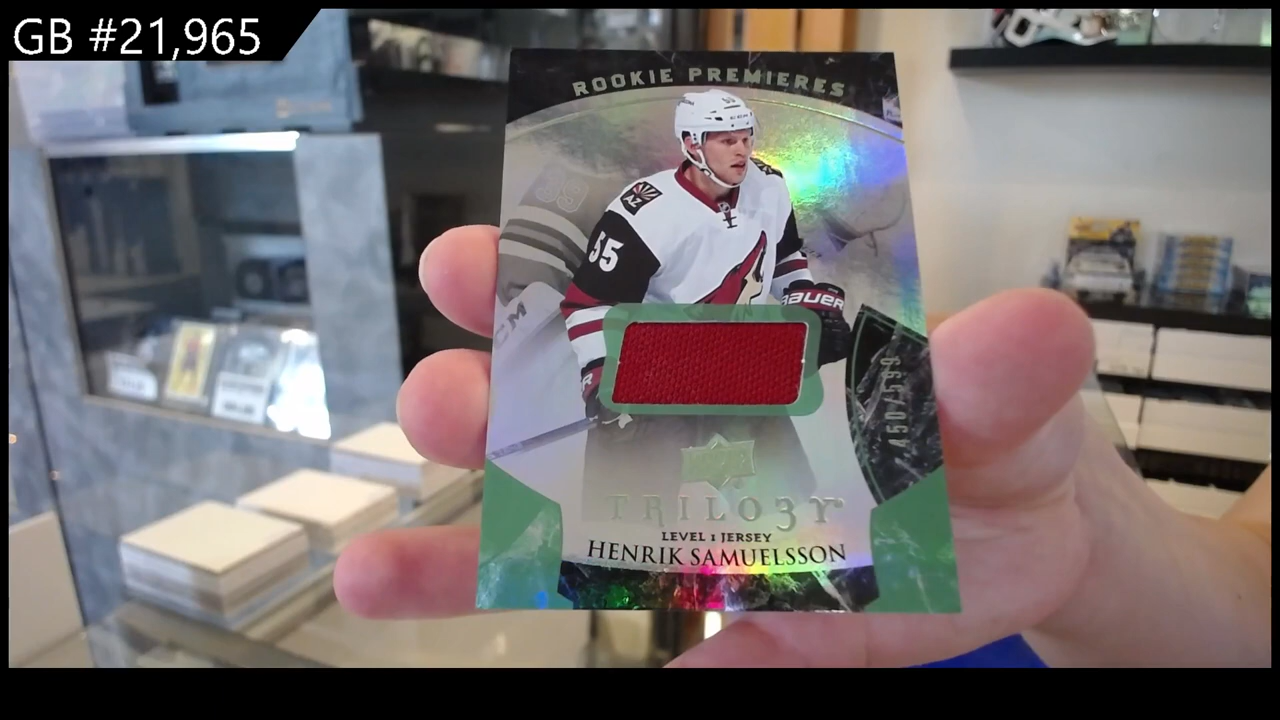 GB #21,965
ROOKIE PREMIERES
AZ
55
BAUER
450/599
TRILOGY
LEVEL 1 JERSEY
HENRIK SAMUELSSON